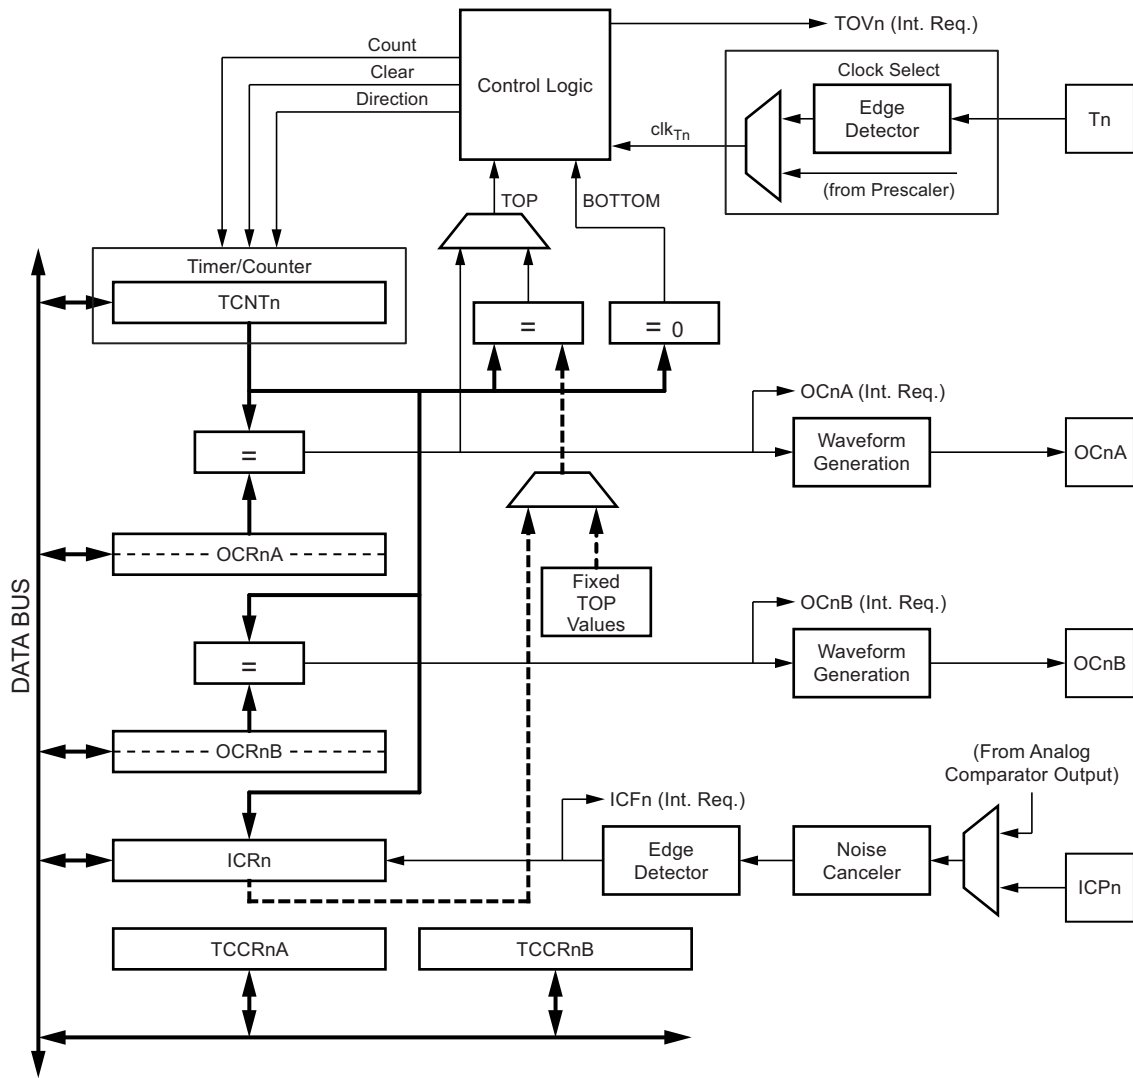 TOVn (Int. Req.)
Count
Clear
Direction
Control Logic
Clock Select
Edge
Detector
Tn
clkTn
(from Prescaler)
TOP
BOTTOM
Timer/Counter
TCNTn
=
= 0
OCnA (Int. Req.)
=
Waveform
Generation
OCnA
OCRnA
Fixed
TOP
Values
DATA BUS
OCnB (Int. Req.)
=
Waveform
Generation
OCnB
OCRnB
(From Analog
Comparator Output)
ICFn (Int. Req.)
ICRn
Edge
Detector
Noise
Canceler
ICPn
TCCRnA
TCCRnB